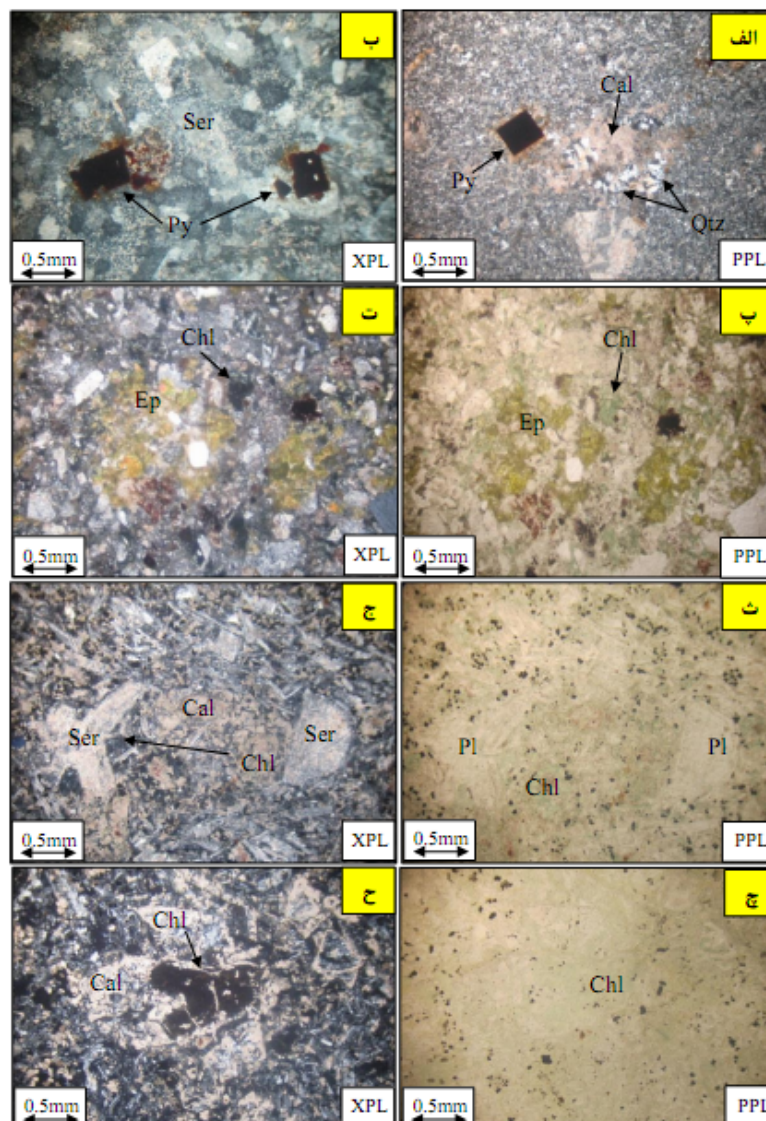 الف
Cal
Py
Qtz
0.5mm
PPL
ب
Ser
Py
0.5mm
XPL
پ
Chl
Ep
0.5mm
PPL
ت
Chl
Ep
0.5mm
XPL
ث
Pl
Pl
Chl
0.5mm
PPL
ج
Cal
Ser
Ser
Chl
0.5mm
XPL
چ
Chl
0.5mm
PPL
ح
Chl
Cal
0.5mm
XPL